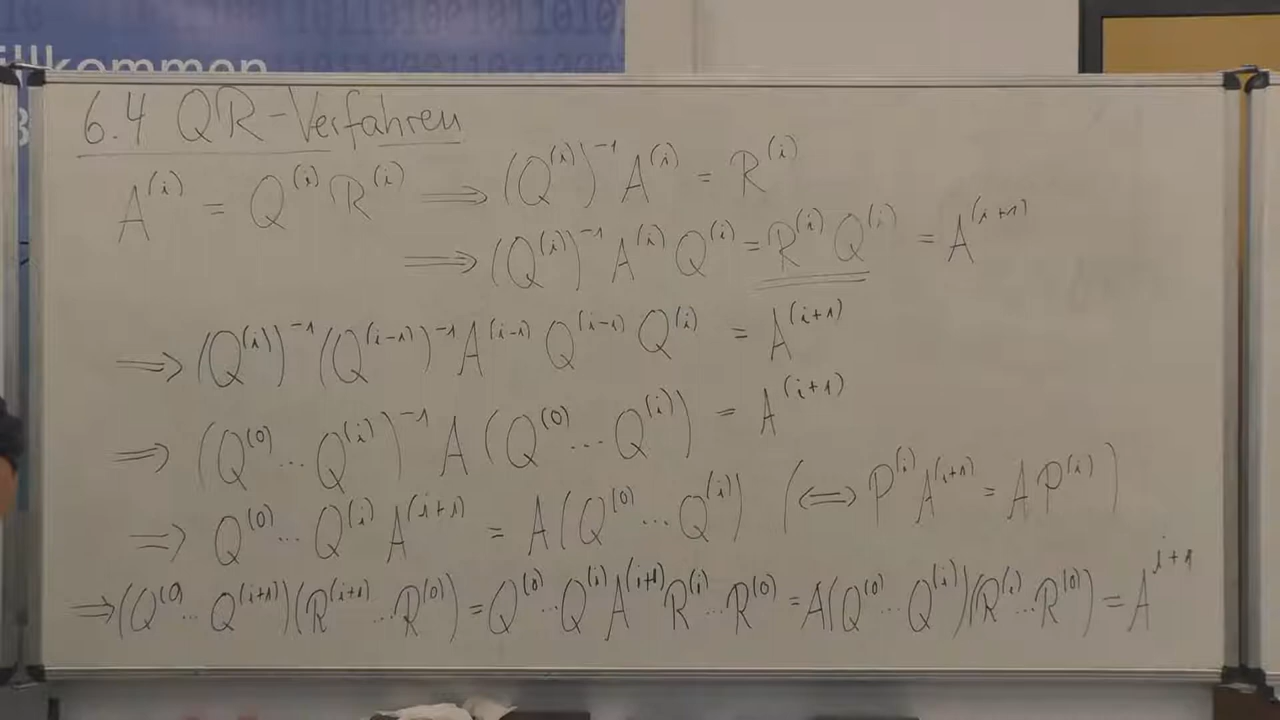 illkommen
6.4 QR-Verfahren
A^(i) = Q^(i) R^(i) ⟹ (Q^(i))^-1 A^(i) = R^(i)
⟹ (Q^(i))^-1 A^(i) Q^(i) = R^(i) Q^(i) = A^(i+1)
⟹ (Q^(i))^-1 (Q^(i-1))^-1 A^(i-1) Q^(i-1) Q^(i) = A^(i+1)
⟹ (Q^(0) ... Q^(i))^-1 A (Q^(0) ... Q^(i)) = A^(i+1)
⟹ Q^(0) ... Q^(i) A^(i+1) = A (Q^(0) ... Q^(i)) (⟺ P^(i) A^(i+1) = A P^(i))
⟹ (Q^(0) ... Q^(i+1)) (R^(i+1) ... R^(0)) = Q^(0) ... Q^(i) A^(i+1) R^(i) ... R^(0) = A (Q^(0) ... Q^(i)) (R^(i) ... R^(0)) = A^i+1